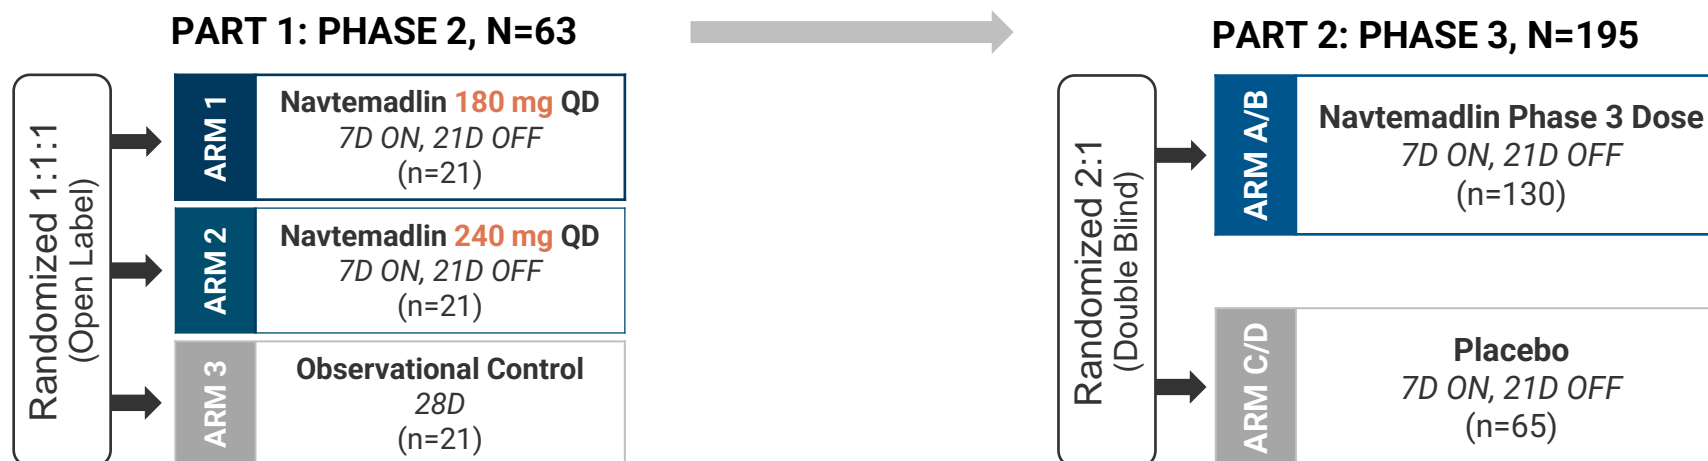 PART 1: PHASE 2, N=63
Randomized 1:1:1
(Open Label)
ARM 1
Navtemadlin 180 mg QD
7D ON, 21D OFF
(n=21)
ARM 2
Navtemadlin 240 mg QD
7D ON, 21D OFF
(n=21)
ARM 3
Observational Control
28D
(n=21)
PART 2: PHASE 3, N=195
Randomized 2:1
(Double Blind)
ARM A/B
Navtemadlin Phase 3 Dose
7D ON, 21D OFF
(n=130)
ARM C/D
Placebo
7D ON, 21D OFF
(n=65)